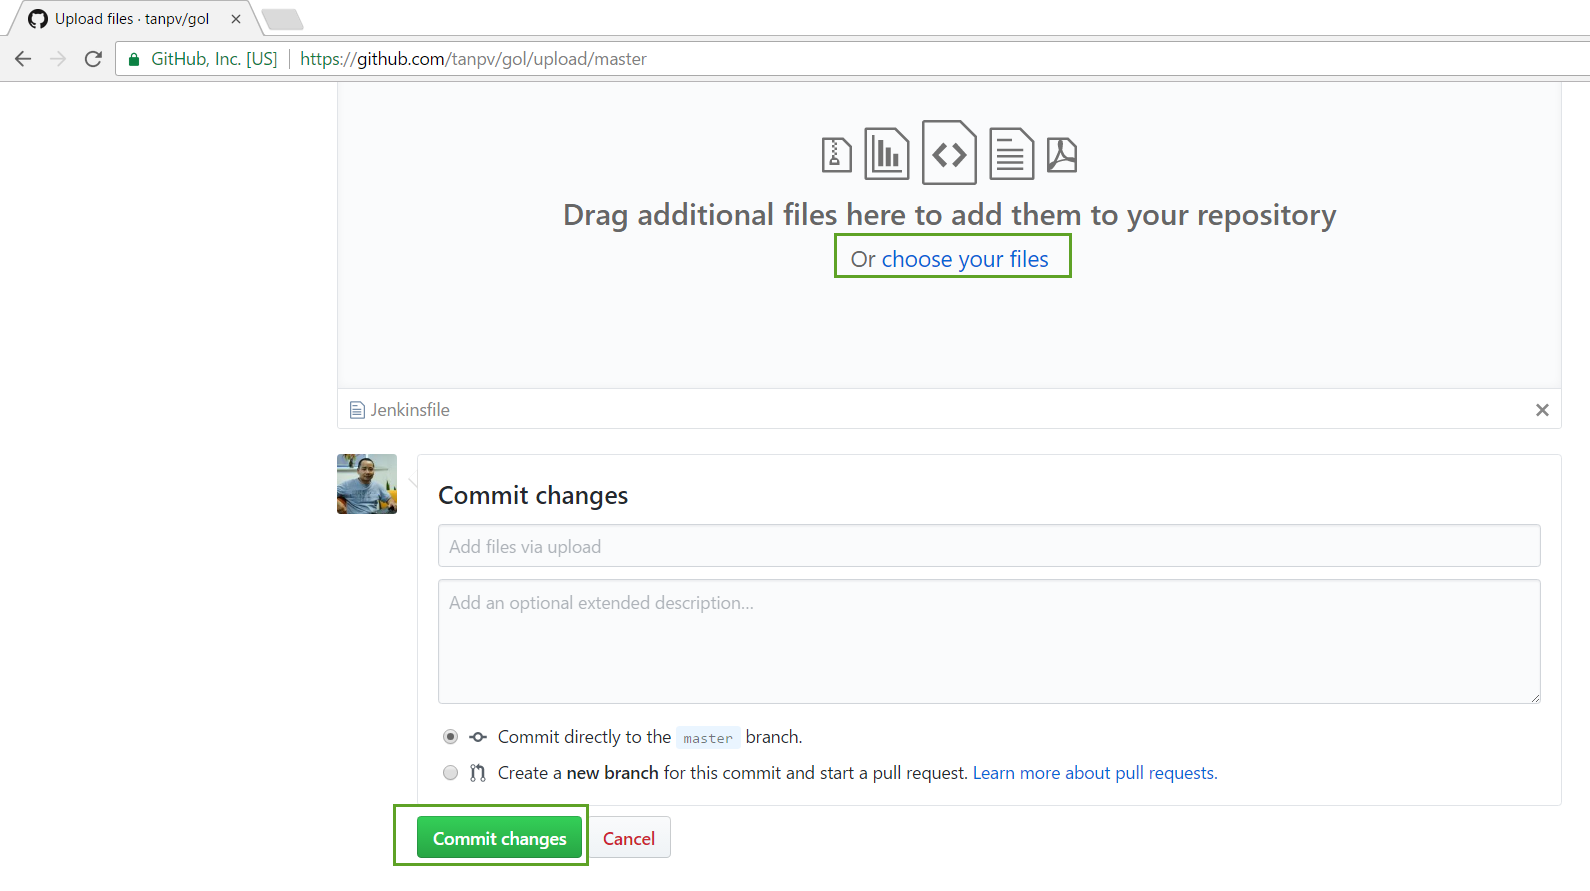 Upload files · tanpv/gol
GitHub, Inc. [US] https://github.com/tanpv/gol/upload/master
Drag additional files here to add them to your repository
Or choose your files
Jenkinsfile
Commit changes
Add files via upload
Add an optional extended description...
Commit directly to the master branch.
Create a new branch for this commit and start a pull request. Learn more about pull requests.
Commit changes Cancel